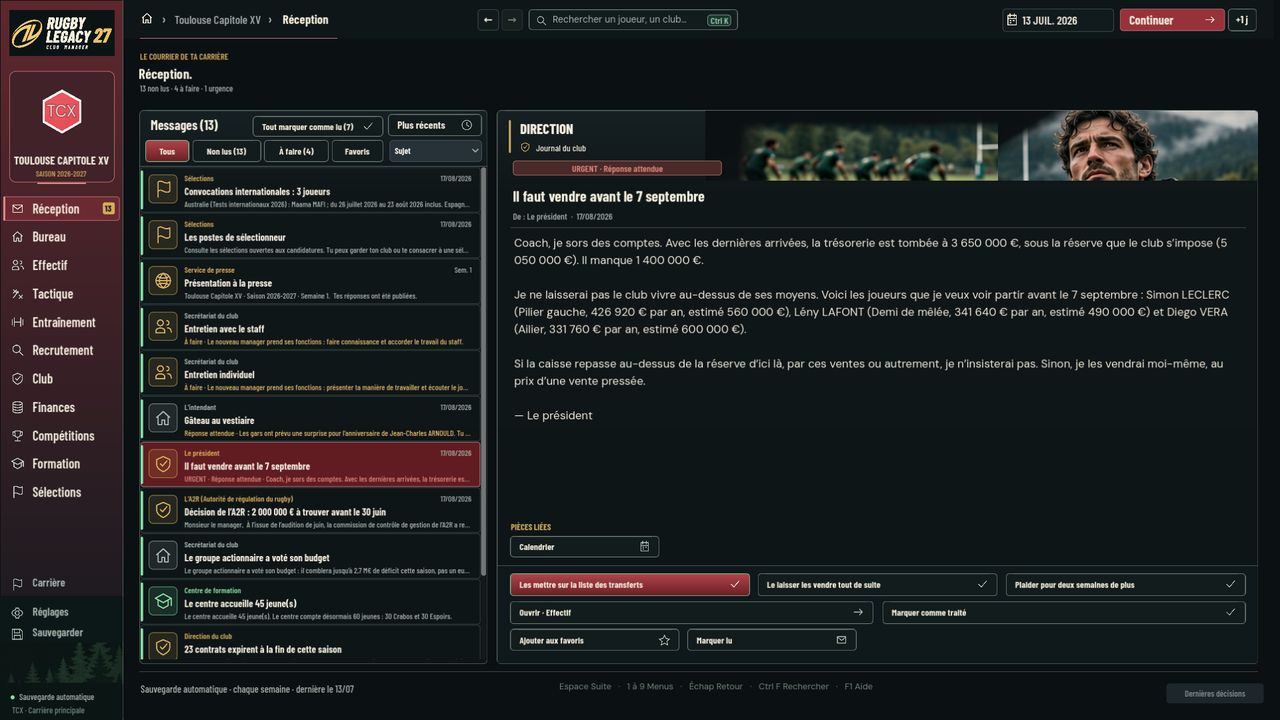 RUGBY
LEGACY 27
CLUB MANAGER
TCX
TOULOUSE CAPITOLE XV
SAISON 2026-2027
Réception 13
Bureau
Effectif
Tactique
Entraînement
Recrutement
Club
Finances
Compétitions
Formation
Sélections
Carrière
Réglages
Sauvegarder
Sauvegarde automatique
TCX · Carrière principale
› Toulouse Capitole XV › Réception
← → Rechercher un joueur, un club... Ctrl K
13 JUIL. 2026 Continuer → +1 j
LE COURRIER DE TA CARRIÈRE
Réception.
13 non lus · 4 à faire · 1 urgence
Messages (13) Tout marquer comme lu (7) Plus récents
Tous Non lus (13) À faire (4) Favoris Sujet
Sélections 17/08/2026
Convocations internationales : 3 joueurs
Australie (Tests internationaux 2026) : Maama MAFI ; du 26 juillet 2026 au 23 août 2026 inclus. Espagn...
Sélections 17/08/2026
Les postes de sélectionneur
Consulte les sélections ouvertes aux candidatures. Tu peux garder ton club ou te consacrer à une sél...
Service de presse Sem. 1
Présentation à la presse
Toulouse Capitole XV · Saison 2026-2027 · Semaine 1. Tes réponses ont été publiées.
Secrétariat du club
Entretien avec le staff
À faire · Le nouveau manager prend ses fonctions : faire connaissance et accorder le travail du staff.
Secrétariat du club
Entretien individuel
À faire · Le nouveau manager prend ses fonctions : présenter ta manière de travailler et écouter le jo...
L'intendant 17/08/2026
Gâteau au vestiaire
Réponse attendue · Les gars ont prévu une surprise pour l'anniversaire de Jean-Charles ARNOULD. Tu ...
Le président 17/08/2026
Il faut vendre avant le 7 septembre
URGENT · Réponse attendue · Coach, je sors des comptes. Avec les dernières arrivées, la trésorerie es...
L'A2R (Autorité de régulation du rugby) 17/08/2026
Décision de l'A2R : 2 000 000 € à trouver avant le 30 juin
Monsieur le manager, À l'issue de l'audition de juin, la commission de contrôle de gestion de l'A2R a re...
Secrétariat du club 17/08/2026
Le groupe actionnaire a voté son budget
Le groupe actionnaire a voté son budget : il comblera jusqu'à 2,7 M€ de déficit cette saison, pas un eu...
Centre de formation 17/08/2026
Le centre accueille 45 jeune(s)
Le centre accueille 45 jeune(s). Le centre compte désormais 60 jeunes : 30 Crabos et 30 Espoirs.
Direction du club 17/08/2026
23 contrats expirent à la fin de cette saison
DIRECTION
Journal du club
URGENT · Réponse attendue
Il faut vendre avant le 7 septembre
De : Le président · 17/08/2026
Coach, je sors des comptes. Avec les dernières arrivées, la trésorerie est tombée à 3 650 000 €, sous la réserve que le club s'impose (5
050 000 €). Il manque 1 400 000 €.
Je ne laisserai pas le club vivre au-dessus de ses moyens. Voici les joueurs que je veux voir partir avant le 7 septembre : Simon LECLERC
(Pilier gauche, 426 920 € par an, estimé 560 000 €), Lény LAFONT (Demi de mêlée, 341 640 € par an, estimé 490 000 €) et Diego VERA
(Ailier, 331 760 € par an, estimé 600 000 €).
Si la caisse repasse au-dessus de la réserve d'ici là, par ces ventes ou autrement, je n'insisterai pas. Sinon, je les vendrai moi-même, au
prix d'une vente pressée.
— Le président
PIÈCES LIÉES
Calendrier
Les mettre sur la liste des transferts Le laisser les vendre tout de suite Plaider pour deux semaines de plus
Ouvrir · Effectif → Marquer comme traité
Ajouter aux favoris Marquer lu
Sauvegarde automatique · chaque semaine · dernière le 13/07
Espace Suite · 1 à 9 Menus · Échap Retour · Ctrl F Rechercher · F1 Aide
Dernières décisions